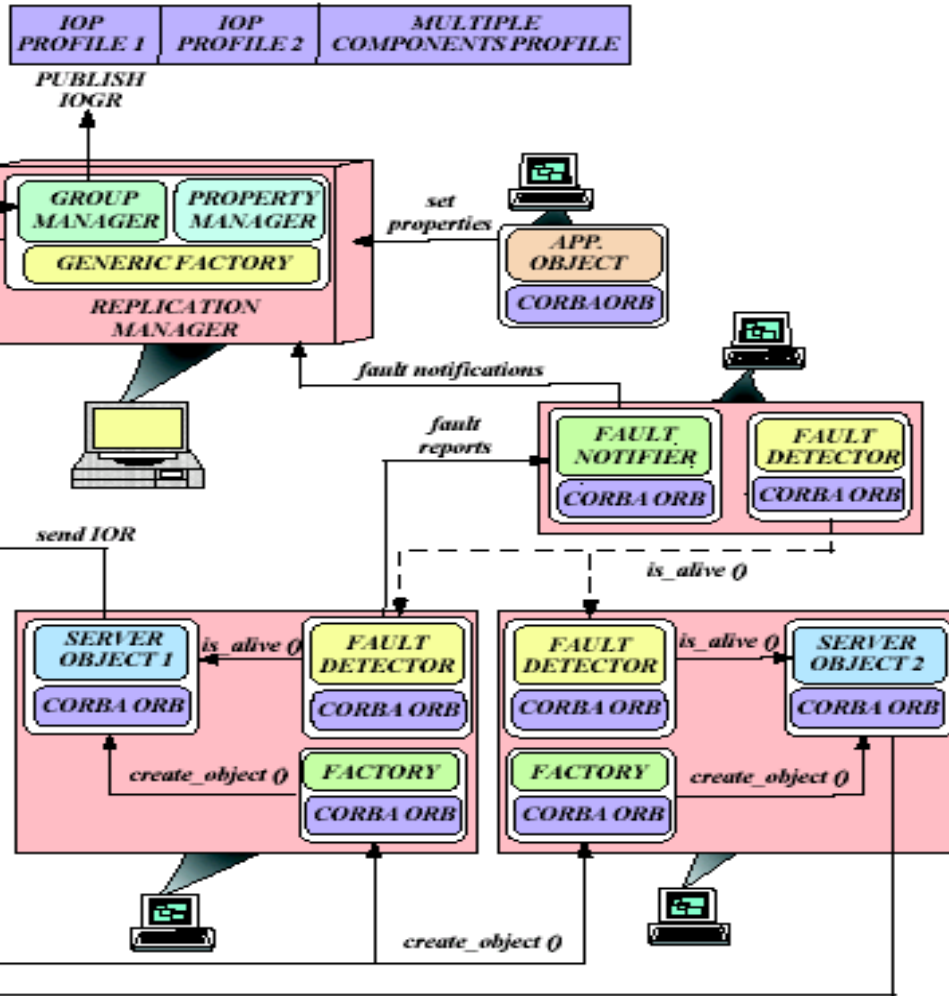 IOP
PROFILE 1
IOP
PROFILE 2
MULTIPLE
COMPONENTS PROFILE
PUBLISH
IOGR
GROUP
MANAGER
PROPERTY
MANAGER
GENERIC FACTORY
REPLICATION
MANAGER
set
properties
APP.
OBJECT
CORBAORB
fault notifications
fault
reports
FAULT
NOTIFIER
CORBA ORB
FAULT
DETECTOR
CORBA ORB
send IOR
is_alive ()
SERVER
OBJECT 1
CORBA ORB
is_alive ()
FAULT
DETECTOR
CORBA ORB
create_object ()
FACTORY
CORBA ORB
FAULT
DETECTOR
CORBA ORB
is_alive ()
SERVER
OBJECT 2
CORBA ORB
FACTORY
CORBA ORB
create_object ()
create_object ()